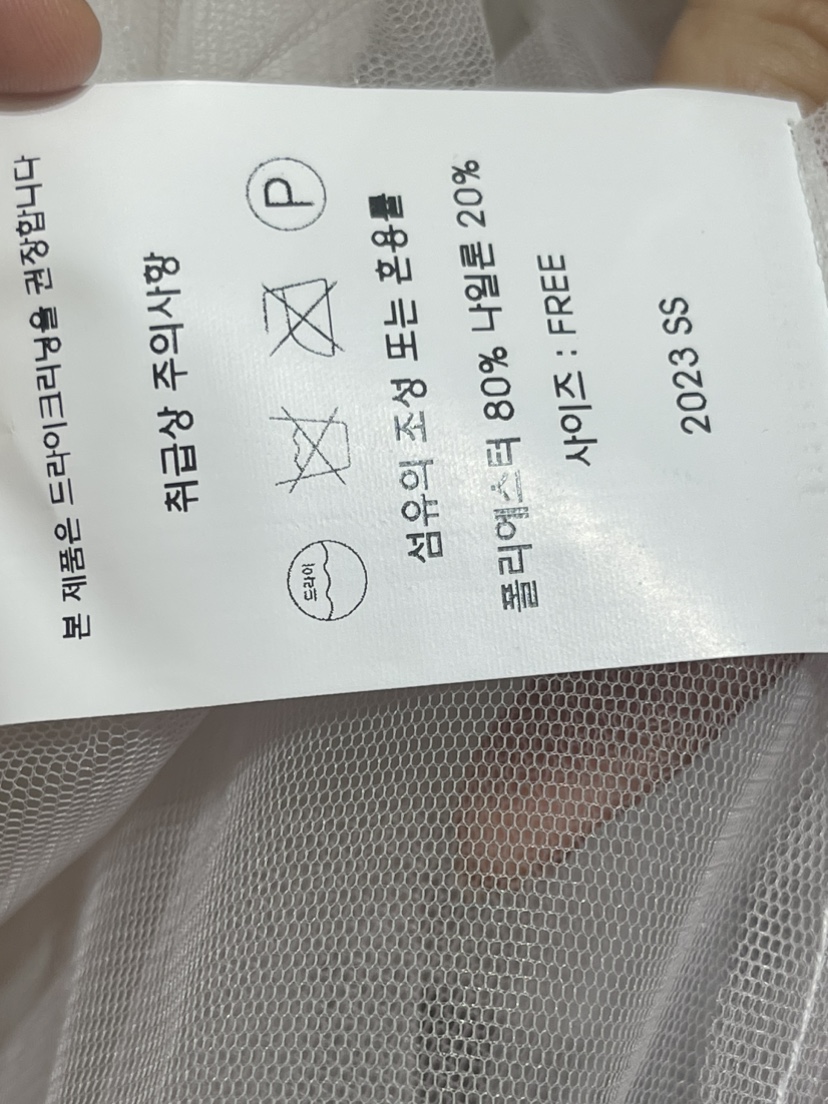 본 제품은 드라이크리닝을 권장합니다
취급상 주의사항
드라이
P
섬유의 조성 또는 혼용률
폴리에스터 80% 나일론 20%
사이즈 : FREE
2023 SS